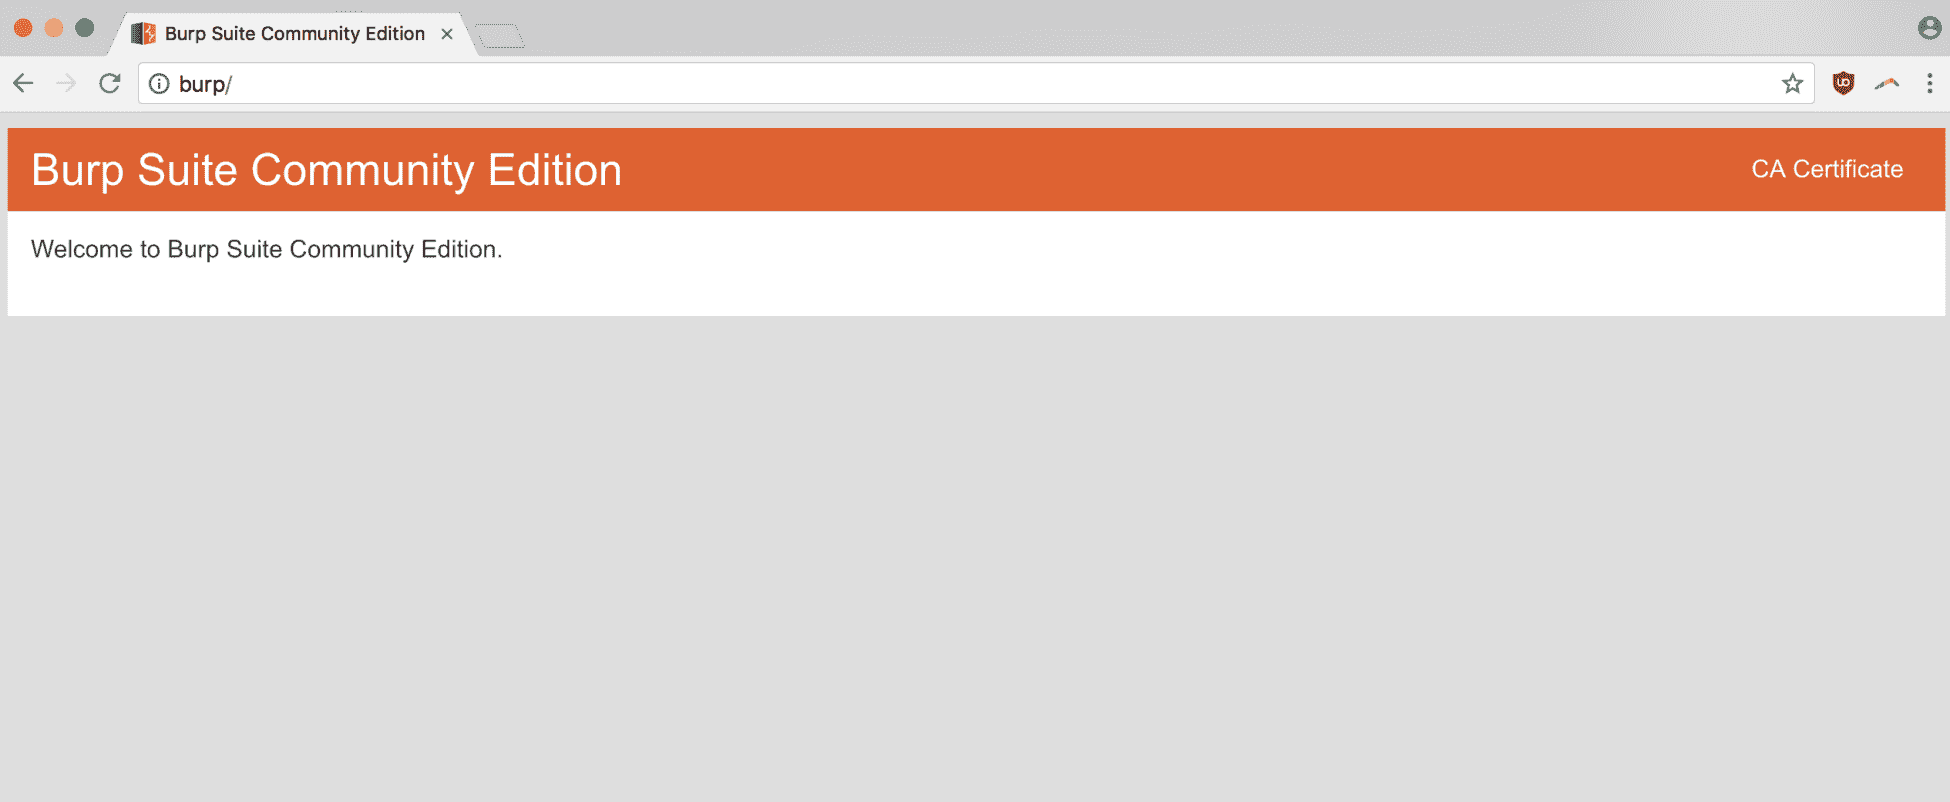 Burp Suite Community Edition
burp/
Burp Suite Community Edition
CA Certificate
Welcome to Burp Suite Community Edition.